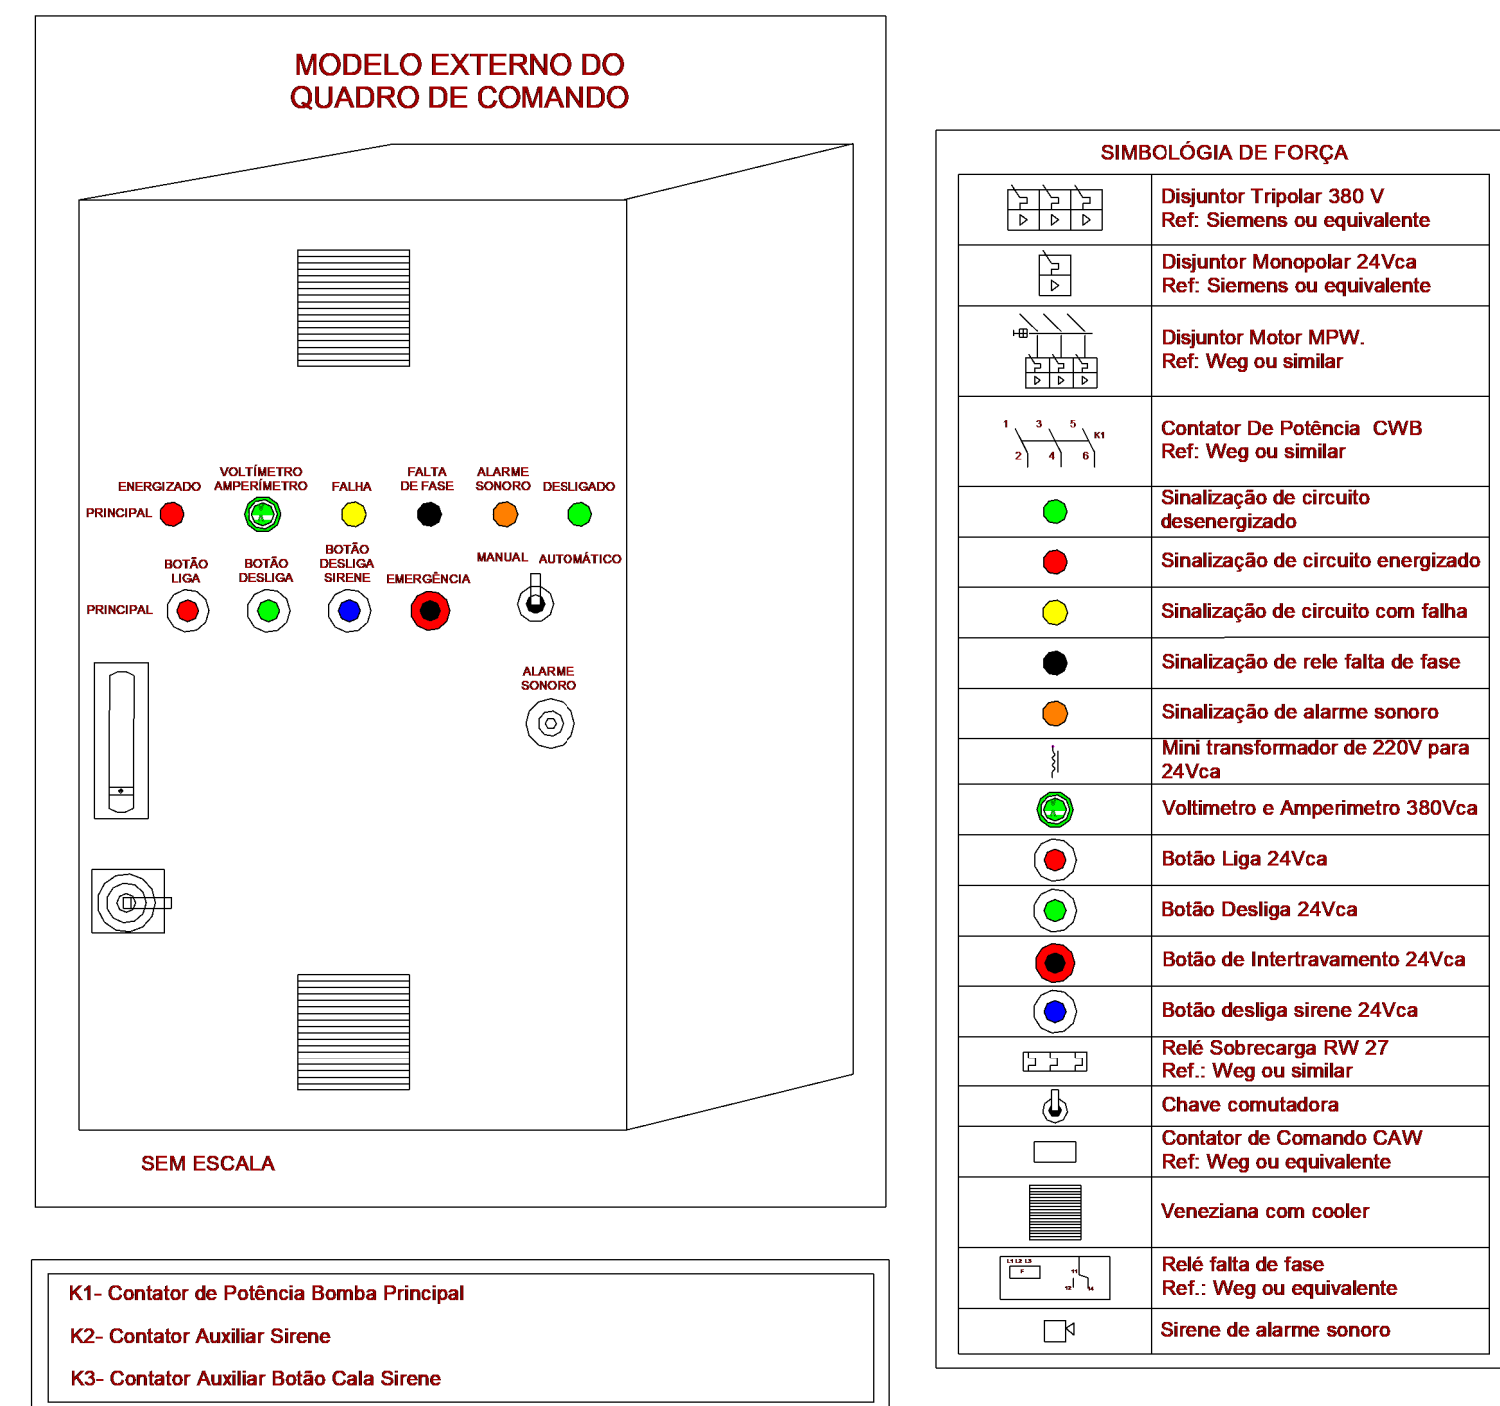 MODELO EXTERNO DO
QUADRO DE COMANDO
ENERGIZADO
VOLTÍMETRO
AMPERÍMETRO
FALHA
FALTA
DE FASE
ALARME
SONORO
DESLIGADO
PRINCIPAL
BOTÃO
LIGA
BOTÃO
DESLIGA
BOTÃO
DESLIGA
SIRENE
EMERGÊNCIA
MANUAL
AUTOMÁTICO
PRINCIPAL
ALARME
SONORO
SEM ESCALA
K1- Contator de Potência Bomba Principal
K2- Contator Auxiliar Sirene
K3- Contator Auxiliar Botão Cala Sirene
SIMBOLÓGIA DE FORÇA
Disjuntor Tripolar 380 V
Ref: Siemens ou equivalente
Disjuntor Monopolar 24Vca
Ref: Siemens ou equivalente
Disjuntor Motor MPW.
Ref: Weg ou similar
1 3 5 K1
2 4 6
Contator De Potência CWB
Ref: Weg ou similar
Sinalização de circuito
desenergizado
Sinalização de circuito energizado
Sinalização de circuito com falha
Sinalização de rele falta de fase
Sinalização de alarme sonoro
Mini transformador de 220V para
24Vca
Voltimetro e Amperimetro 380Vca
Botão Liga 24Vca
Botão Desliga 24Vca
Botão de Intertravamento 24Vca
Botão desliga sirene 24Vca
Relé Sobrecarga RW 27
Ref.: Weg ou similar
Chave comutadora
Contator de Comando CAW
Ref: Weg ou equivalente
Veneziana com cooler
L1 L2 L3
F
11
12 14
Relé falta de fase
Ref.: Weg ou equivalente
Sirene de alarme sonoro